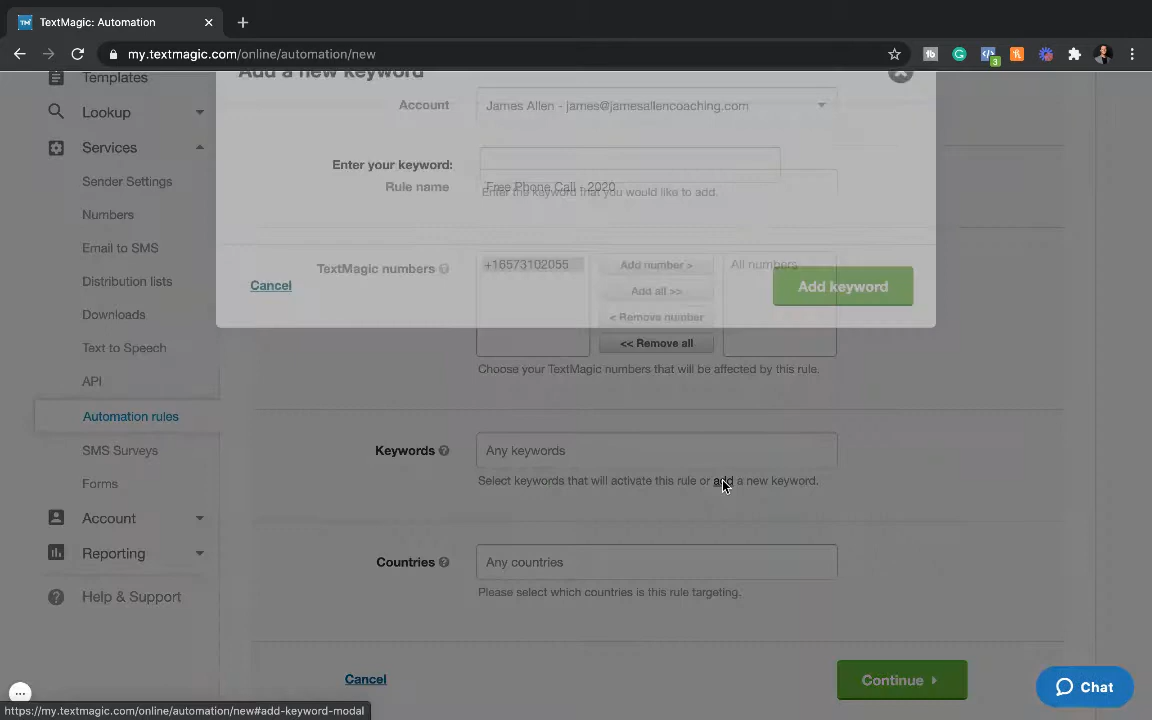 TM TextMagic: Automation
my.textmagic.com/online/automation/new
3
Templates
Lookup
Services
Sender Settings
Numbers
Email to SMS
Distribution lists
Downloads
Text to Speech
API
Automation rules
SMS Surveys
Forms
Account
Reporting
Help & Support
Add a new keyword
Account James Allen - james@jamesallencoaching.com
Enter your keyword:
Rule name Free Phone Call - 2020
Enter the keyword that you would like to add.
TextMagic numbers +16573102055 Add number > All numbers
Cancel Add all >> Add keyword
< Remove number
<< Remove all
Choose your TextMagic numbers that will be affected by this rule.
Keywords Any keywords
Select keywords that will activate this rule or add a new keyword.
Countries Any countries
Please select which countries is this rule targeting.
Cancel Continue
Chat
https://my.textmagic.com/online/automation/new#add-keyword-modal